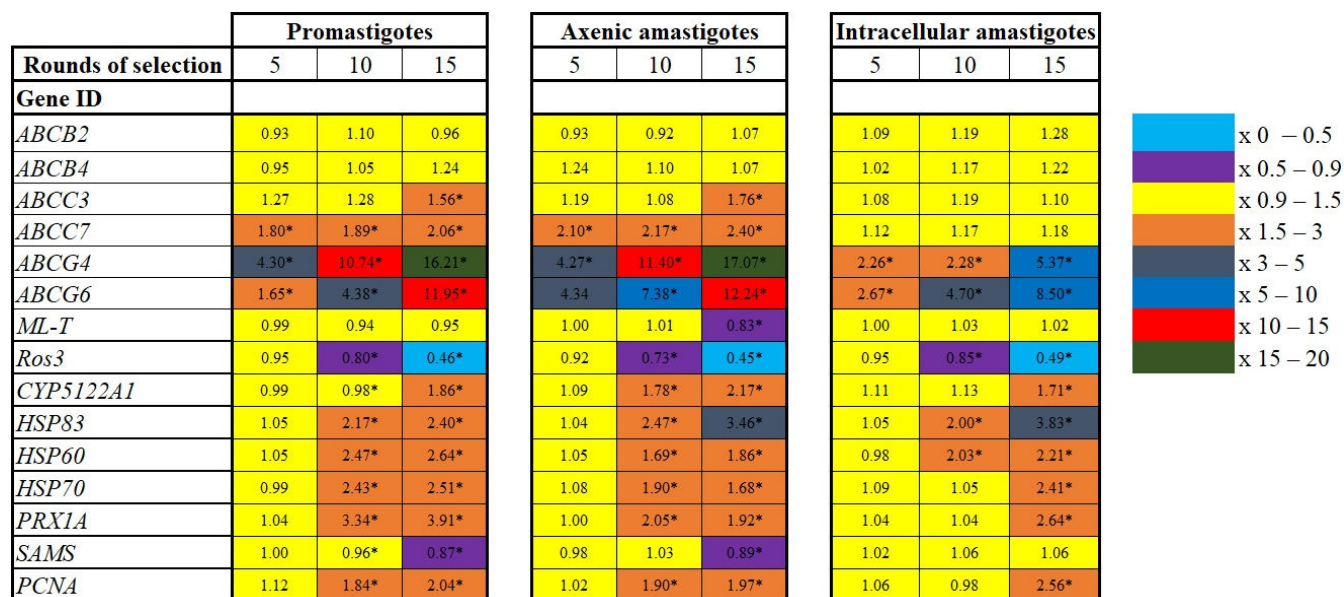 Promastigotes Axenic amastigotes Intracellular amastigotes
Rounds of selection 5 10 15 5 10 15 5 10 15
Gene ID
ABCB2 0.93 1.10 0.96 0.93 0.92 1.07 1.09 1.19 1.28
ABCB4 0.95 1.05 1.24 1.24 1.10 1.07 1.02 1.17 1.22
ABCC3 1.27 1.28 1.56* 1.19 1.08 1.76* 1.08 1.19 1.10
ABCC7 1.80* 1.89* 2.06* 2.10* 2.17* 2.40* 1.12 1.17 1.18
ABCG4 4.30* 10.74* 16.21* 4.27* 11.40* 17.07* 2.26* 2.28* 5.37*
ABCG6 1.65* 4.38* 11.95* 4.34 7.38* 12.24* 2.67* 4.70* 8.50*
ML-T 0.99 0.94 0.95 1.00 1.01 0.83* 1.00 1.03 1.02
Ros3 0.95 0.80* 0.46* 0.92 0.73* 0.45* 0.95 0.85* 0.49*
CYP5122A1 0.99 0.98* 1.86* 1.09 1.78* 2.17* 1.11 1.13 1.71*
HSP83 1.05 2.17* 2.40* 1.04 2.47* 3.46* 1.05 2.00* 3.83*
HSP60 1.05 2.47* 2.64* 1.05 1.69* 1.86* 0.98 2.03* 2.21*
HSP70 0.99 2.43* 2.51* 1.08 1.90* 1.68* 1.09 1.05 2.41*
PRX1A 1.04 3.34* 3.91* 1.00 2.05* 1.92* 1.04 1.04 2.64*
SAMS 1.00 0.96* 0.87* 0.98 1.03 0.89* 1.02 1.06 1.06
PCNA 1.12 1.84* 2.04* 1.02 1.90* 1.97* 1.06 0.98 2.56*
x 0 – 0.5
x 0.5 – 0.9
x 0.9 – 1.5
x 1.5 – 3
x 3 – 5
x 5 – 10
x 10 – 15
x 15 – 20